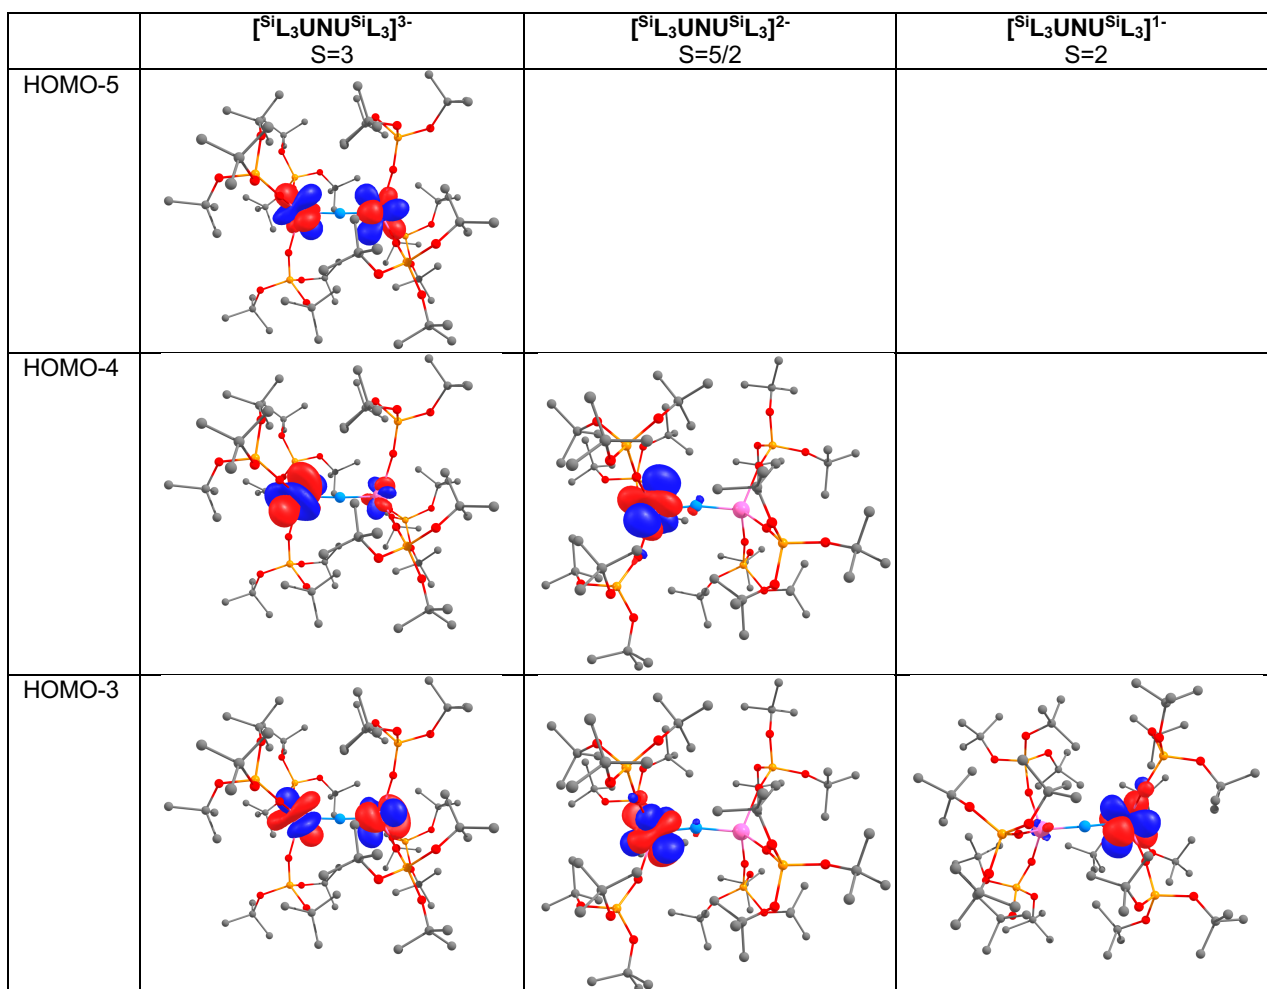 [SiL3UNUSiL3]3-
S=3
[SiL3UNUSiL3]2-
S=5/2
[SiL3UNUSiL3]1-
S=2
HOMO-5
HOMO-4
HOMO-3